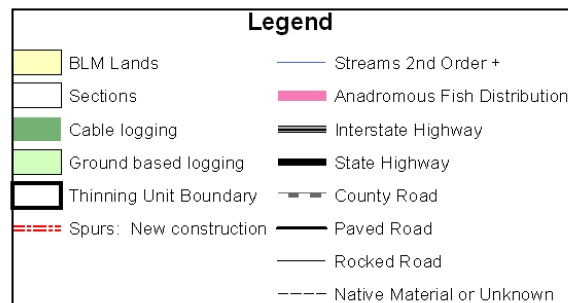 Legend
BLM Lands
Sections
Cable logging
Ground based logging
Thinning Unit Boundary
Spurs: New construction
Streams 2nd Order +
Anadromous Fish Distribution
Interstate Highway
State Highway
County Road
Paved Road
Rocked Road
Native Material or Unknown